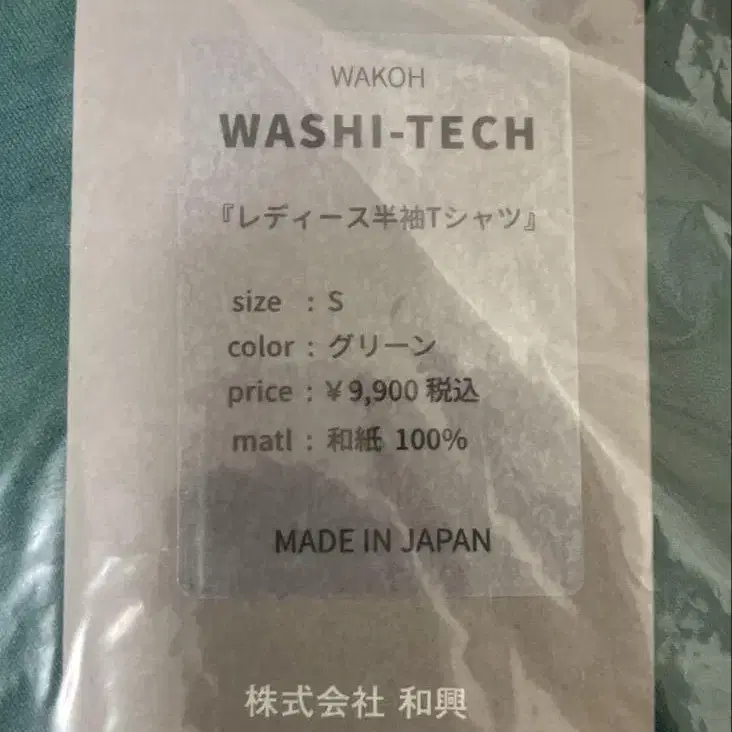 WAKOH
WASHI-TECH
『レディース半袖Tシャツ』
size : S
color : グリーン
price : ¥ 9,900 税込
matl : 和紙 100%
MADE IN JAPAN
株式会社 和興